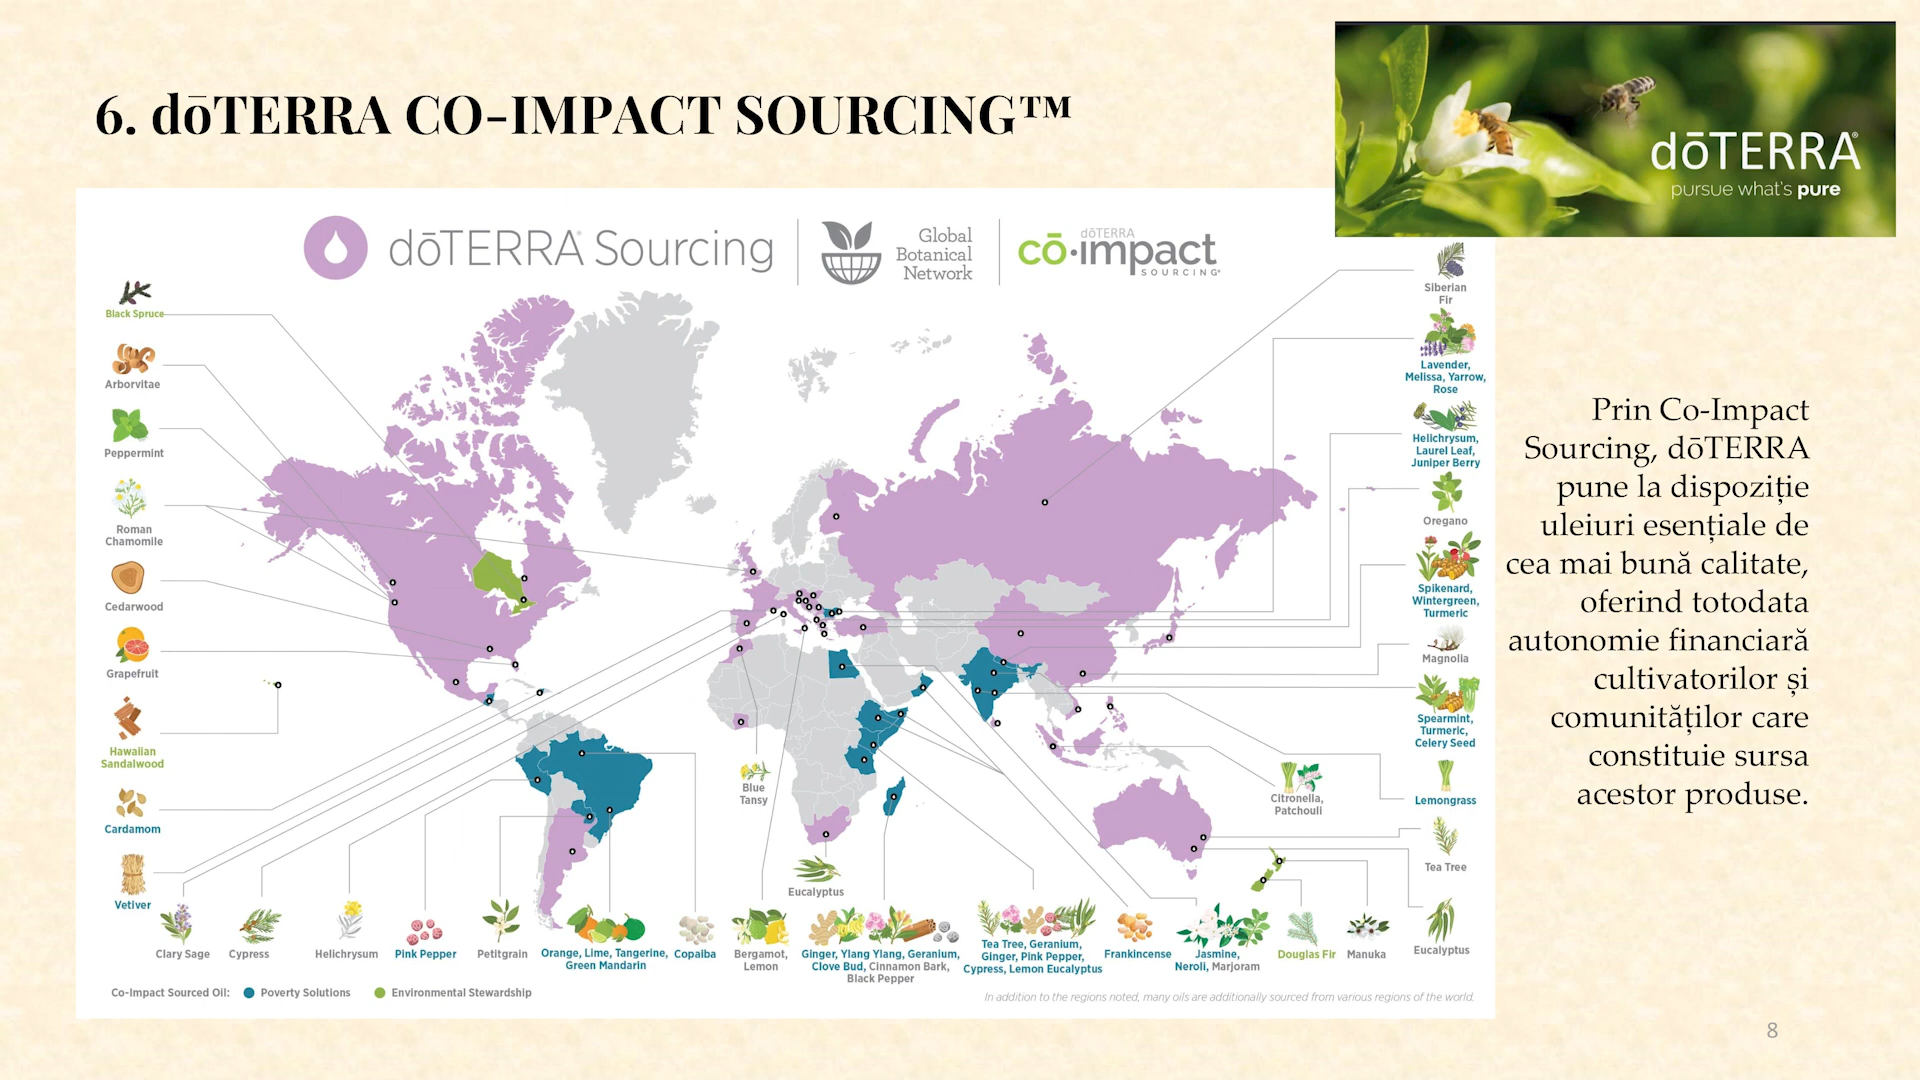 6. dōTERRA CO-IMPACT SOURCING™
dōTERRA®
pursue what's pure
dōTERRA® Sourcing
Global
Botanical
Network
dōTERRA
cō·impact
SOURCING®
Black Spruce
Arborvitae
Peppermint
Roman
Chamomile
Cedarwood
Grapefruit
Hawaiian
Sandalwood
Cardamom
Vetiver
Siberian
Fir
Lavender,
Melissa, Yarrow,
Rose
Helichrysum,
Laurel Leaf,
Juniper Berry
Oregano
Spikenard,
Wintergreen,
Turmeric
Magnolia
Spearmint,
Turmeric,
Celery Seed
Lemongrass
Tea Tree
Eucalyptus
Blue
Tansy
Eucalyptus
Citronella,
Patchouli
Clary Sage
Cypress
Helichrysum
Pink Pepper
Petitgrain
Orange, Lime, Tangerine,
Green Mandarin
Copaiba
Bergamot,
Lemon
Ginger, Ylang Ylang, Geranium,
Clove Bud, Cinnamon Bark,
Black Pepper
Tea Tree, Geranium,
Ginger, Pink Pepper,
Cypress, Lemon Eucalyptus
Frankincense
Jasmine,
Neroli, Marjoram
Douglas Fir
Manuka
Co-Impact Sourced Oil: Poverty Solutions Environmental Stewardship
In addition to the regions noted, many oils are additionally sourced from various regions of the world.
Prin Co-Impact
Sourcing, dōTERRA
pune la dispoziție
uleiuri esențiale de
cea mai bună calitate,
oferind totodata
autonomie financiară
cultivatorilor și
comunităților care
constituie sursa
acestor produse.
8